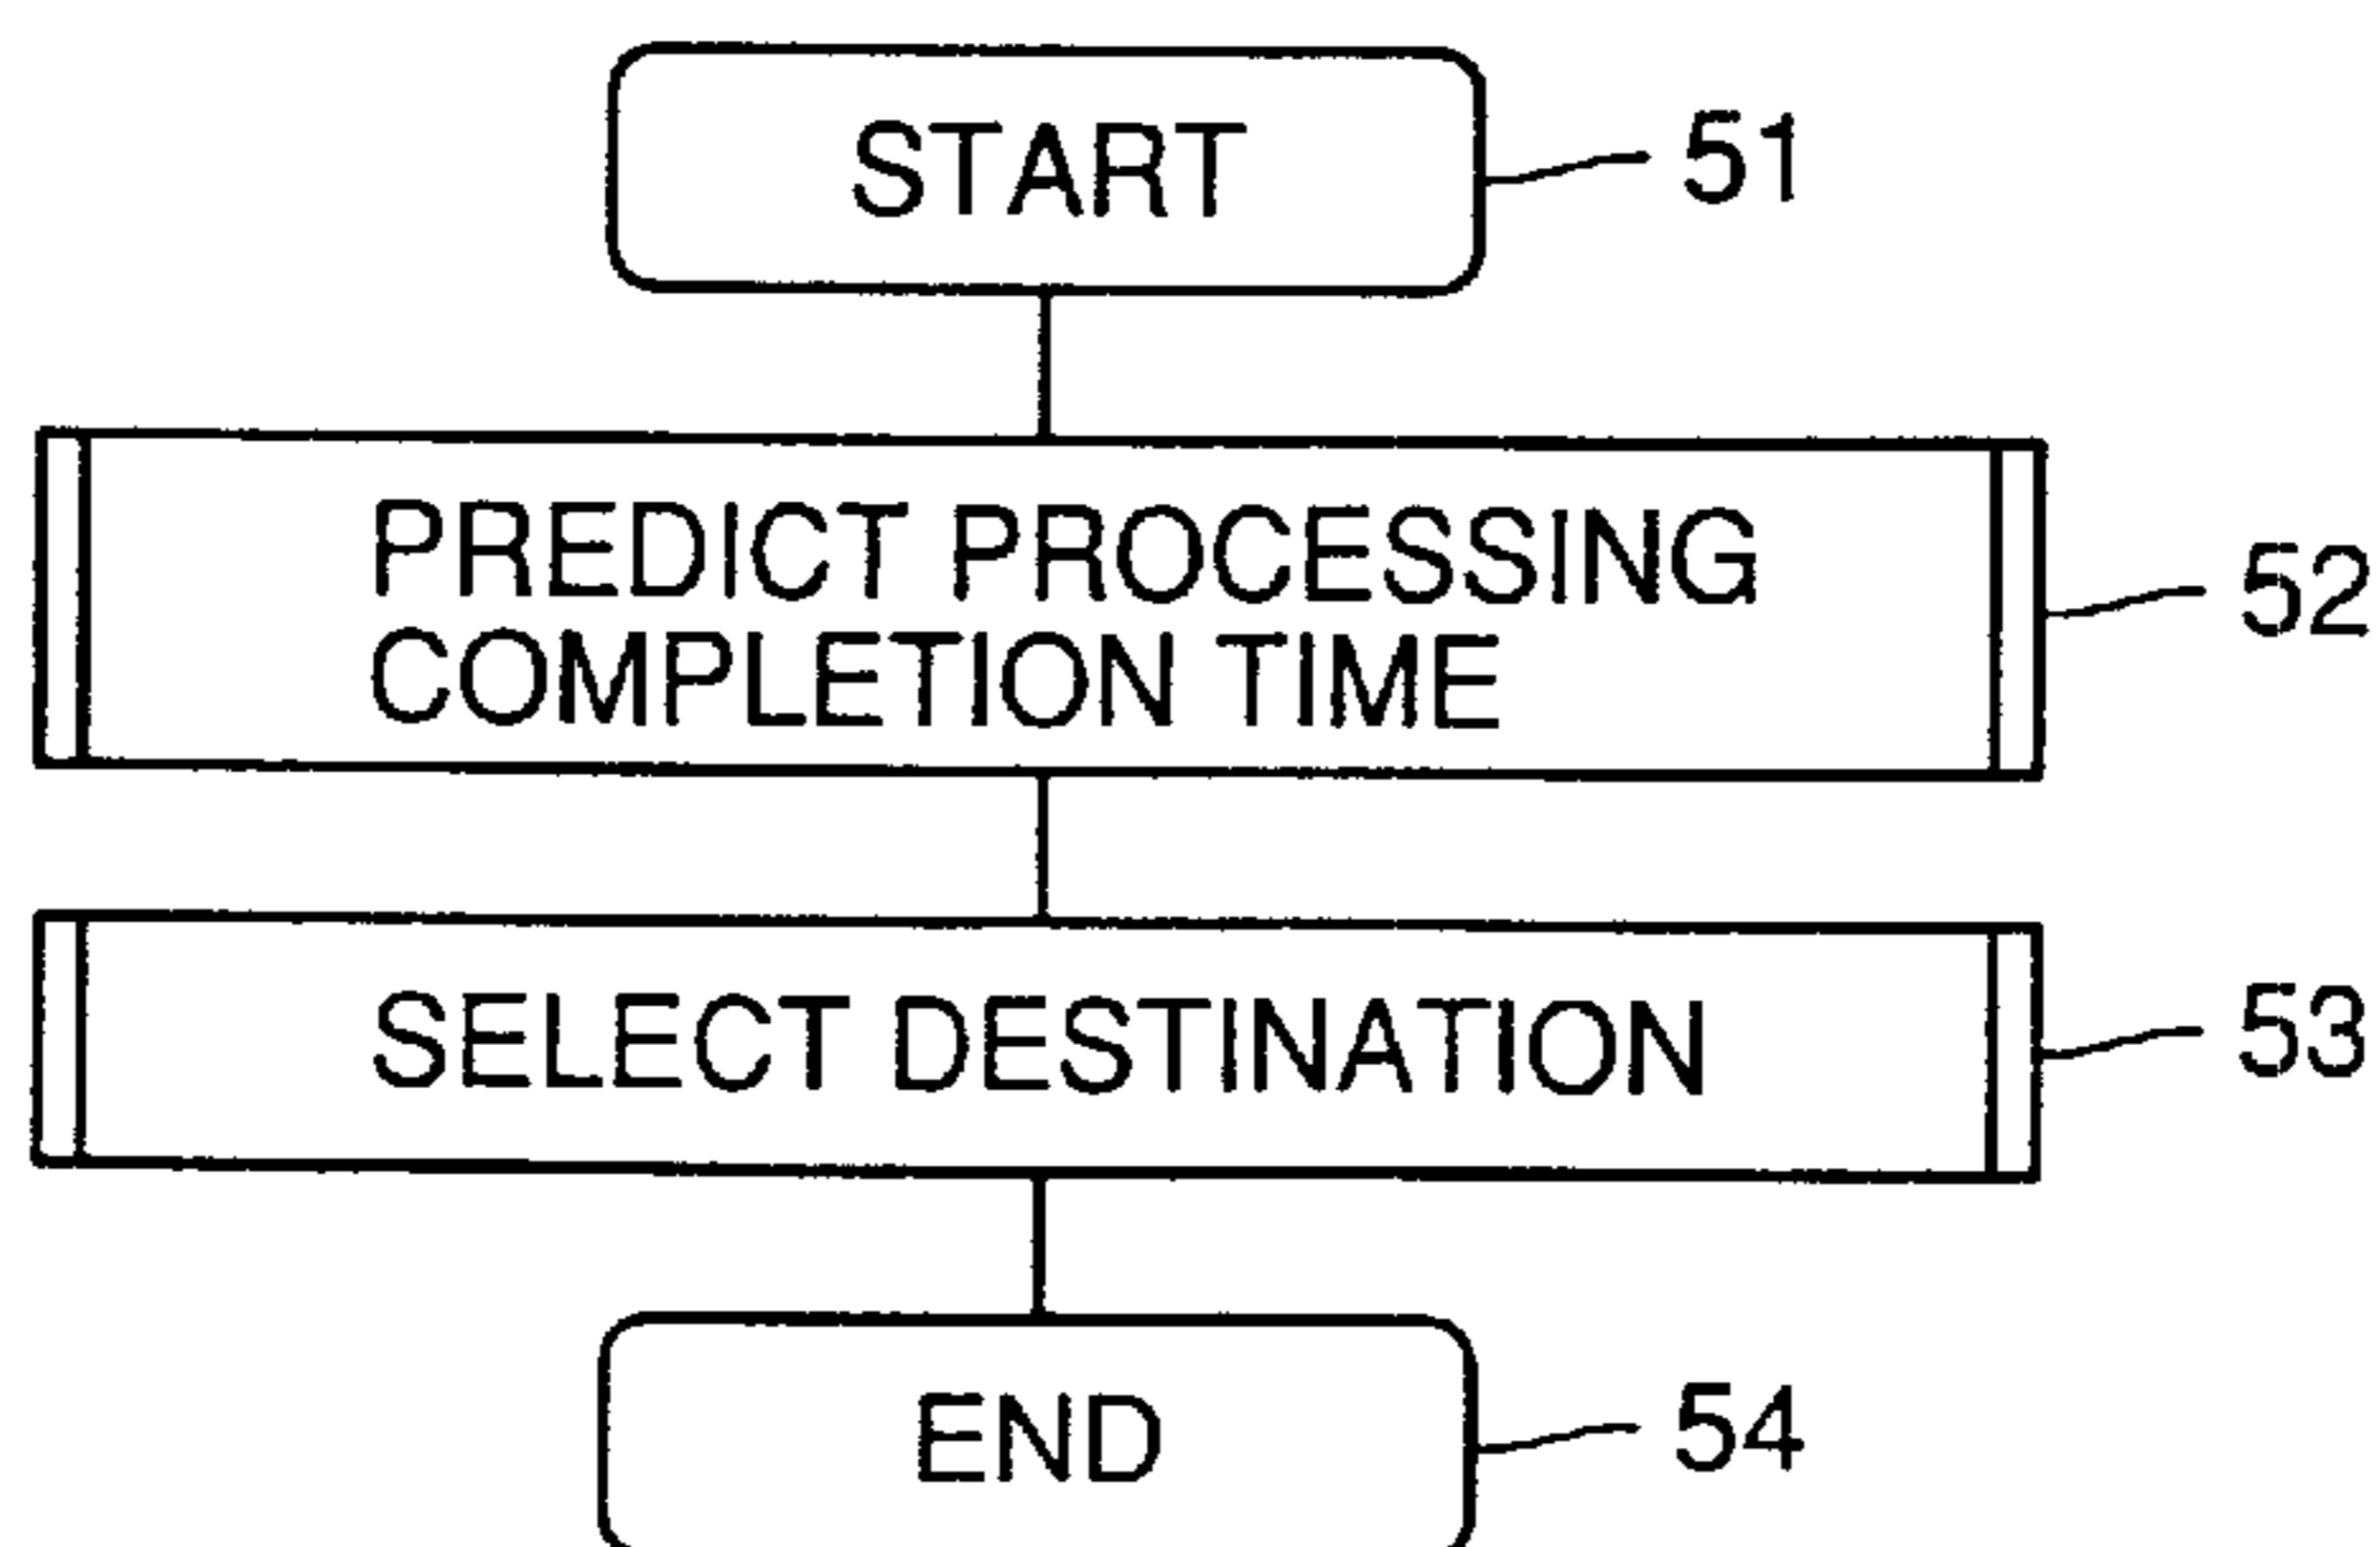 START 51
PREDICT PROCESSING
COMPLETION TIME
52
SELECT DESTINATION 53
END 54